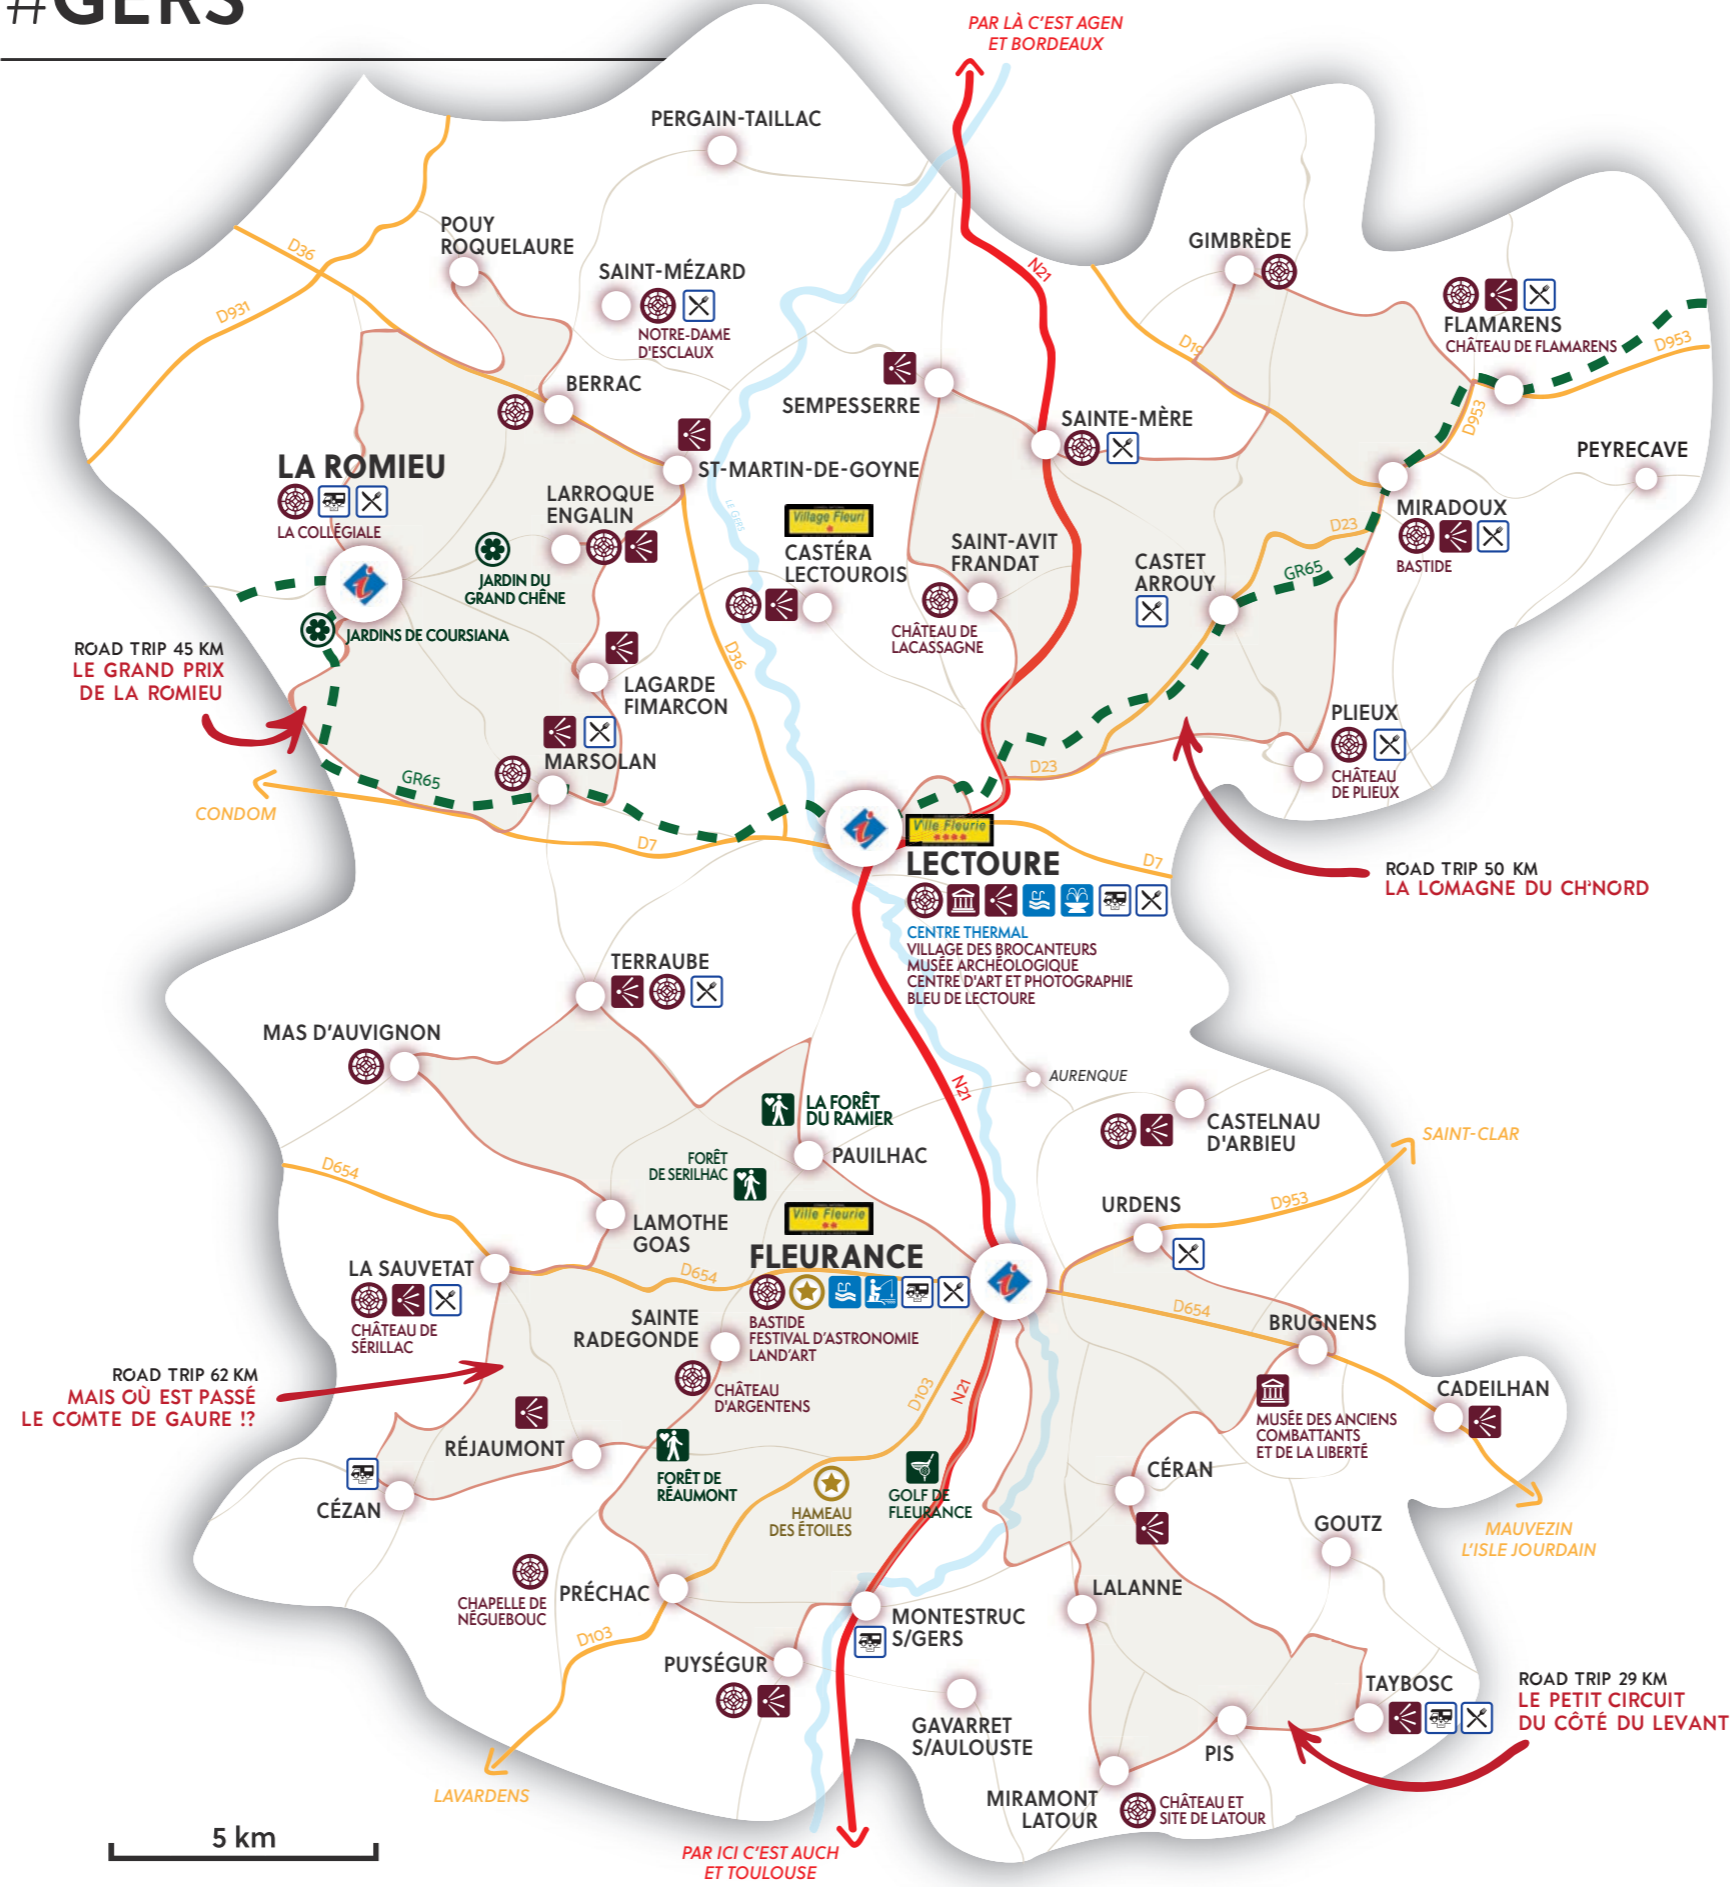 #GERS
PAR LÀ C'EST AGEN
ET BORDEAUX
PERGAIN-TAILLAC
POUY
ROQUELAURE
D36
D931
SAINT-MÉZARD
NOTRE-DAME
D'ESCLAUX
N21
GIMBRÈDE
FLAMARENS
CHÂTEAU DE FLAMARENS
D953
D19
D953
BERRAC
SEMPESSERRE
SAINTE-MÈRE
PEYRECAVE
LA ROMIEU
LA COLLÉGIALE
ST-MARTIN-DE-GOYNE
LARROQUE
ENGALIN
LE GERS
Village Fleuri
CASTÉRA
LECTOUROIS
SAINT-AVIT
FRANDAT
CHÂTEAU DE
LACASSAGNE
CASTET
ARROUY
D23
GR65
MIRADOUX
BASTIDE
JARDIN DU
GRAND CHÊNE
JARDINS DE COURSIANA
ROAD TRIP 45 KM
LE GRAND PRIX
DE LA ROMIEU
D36
LAGARDE
FIMARCON
MARSOLAN
GR65
CONDOM
D7
PLIEUX
CHÂTEAU
DE PLIEUX
D23
Ville Fleurie
LECTOURE
CENTRE THERMAL
VILLAGE DES BROCANTEURS
MUSÉE ARCHÉOLOGIQUE
CENTRE D'ART ET PHOTOGRAPHIE
BLEU DE LECTOURE
D7
ROAD TRIP 50 KM
LA LOMAGNE DU CH'NORD
TERRAUBE
MAS D'AUVIGNON
N21
AURENQUE
LA FORÊT
DU RAMIER
PAUILHAC
FORÊT
DE SERILHAC
CASTELNAU
D'ARBIEU
SAINT-CLAR
D654
LAMOTHE
GOAS
Ville Fleurie
FLEURANCE
BASTIDE
FESTIVAL D'ASTRONOMIE
LAND'ART
URDENS
D953
LA SAUVETAT
CHÂTEAU DE
SÉRILLAC
D654
SAINTE
RADEGONDE
CHÂTEAU
D'ARGENTENS
D654
BRUGNENS
MUSÉE DES ANCIENS
COMBATTANTS
ET DE LA LIBERTÉ
CADEILHAN
ROAD TRIP 62 KM
MAIS OÙ EST PASSÉ
LE COMTE DE GAURE !?
D103
N21
RÉJAUMONT
FORÊT DE
RÉAUMONT
CÉZAN
HAMEAU
DES ÉTOILES
GOLF DE
FLEURANCE
CÉRAN
GOUTZ
MAUVEZIN
L'ISLE JOURDAIN
CHAPELLE DE
NÉGUEBOUC
PRÉCHAC
LALANNE
D103
MONTESTRUC
S/GERS
PUYSÉGUR
GAVARRET
S/AULOUSTE
TAYBOSC
ROAD TRIP 29 KM
LE PETIT CIRCUIT
DU CÔTÉ DU LEVANT
PIS
LAVARDENS
MIRAMONT
LATOUR
CHÂTEAU ET
SITE DE LATOUR
5 km
PAR ICI C'EST AUCH
ET TOULOUSE